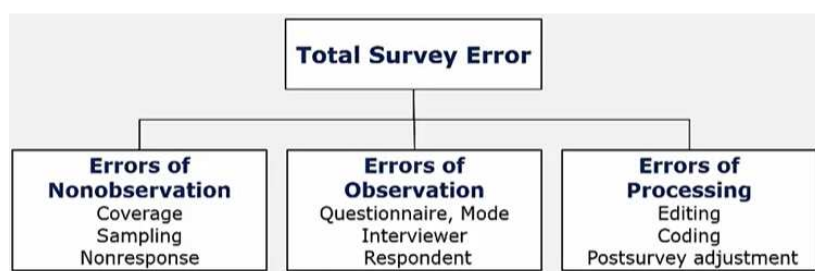 Total Survey Error
Errors of
Nonobservation
Coverage
Sampling
Nonresponse
Errors of
Observation
Questionnaire, Mode
Interviewer
Respondent
Errors of
Processing
Editing
Coding
Postsurvey adjustment